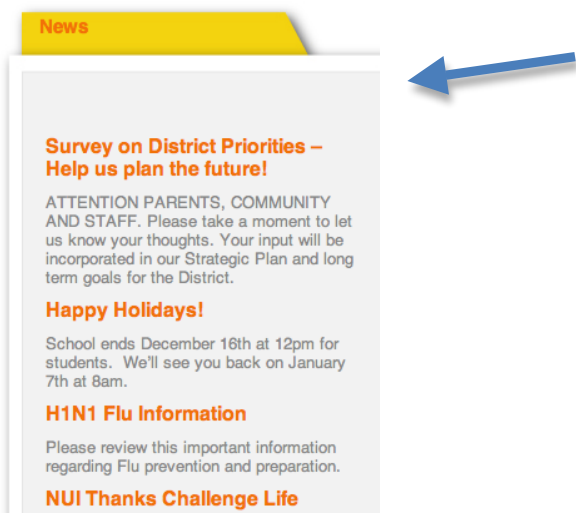 News
Survey on District Priorities –
Help us plan the future!
ATTENTION PARENTS, COMMUNITY
AND STAFF. Please take a moment to let
us know your thoughts. Your input will be
incorporated in our Strategic Plan and long
term goals for the District.
Happy Holidays!
School ends December 16th at 12pm for
students.  We'll see you back on January
7th at 8am.
H1N1 Flu Information
Please review this important information
regarding Flu prevention and preparation.
NUI Thanks Challenge Life